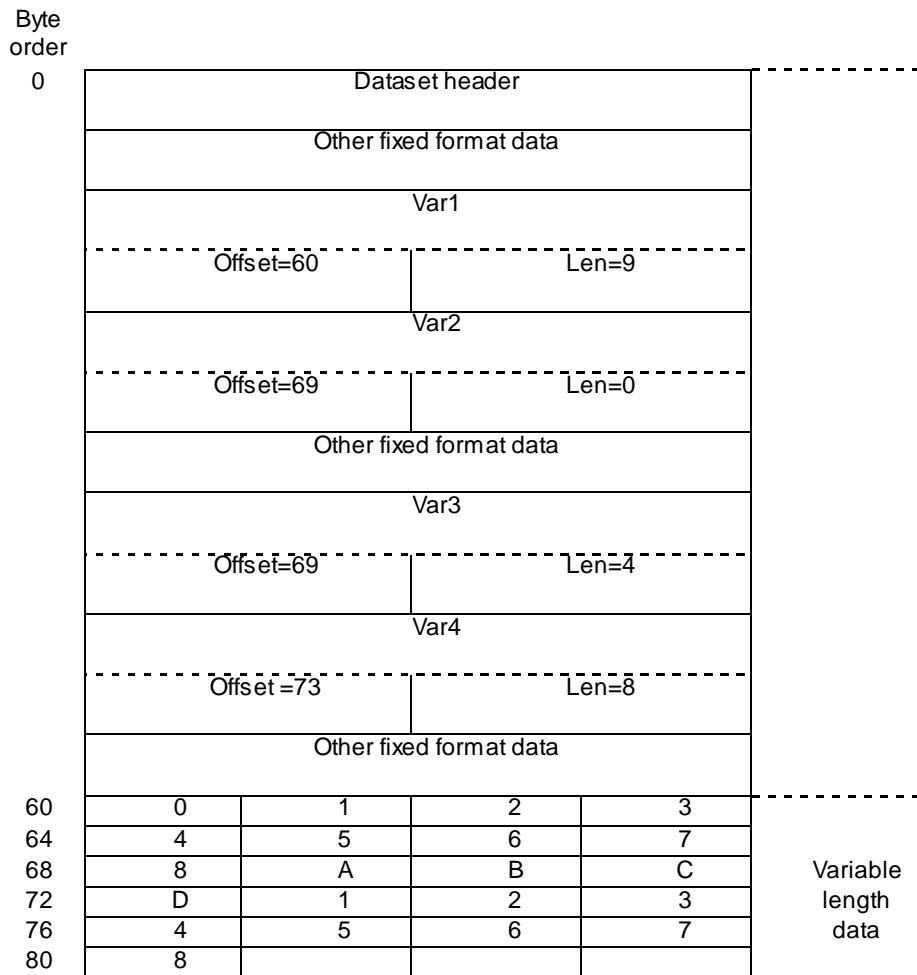 Byte
order
0 Dataset header
Other fixed format data
Var1
Offset=60 Len=9
Var2
Offset=69 Len=0
Other fixed format data
Var3
Offset=69 Len=4
Var4
Offset =73 Len=8
Other fixed format data
60 0 1 2 3
64 4 5 6 7
68 8 A B C Variable
72 D 1 2 3 length
76 4 5 6 7 data
80 8